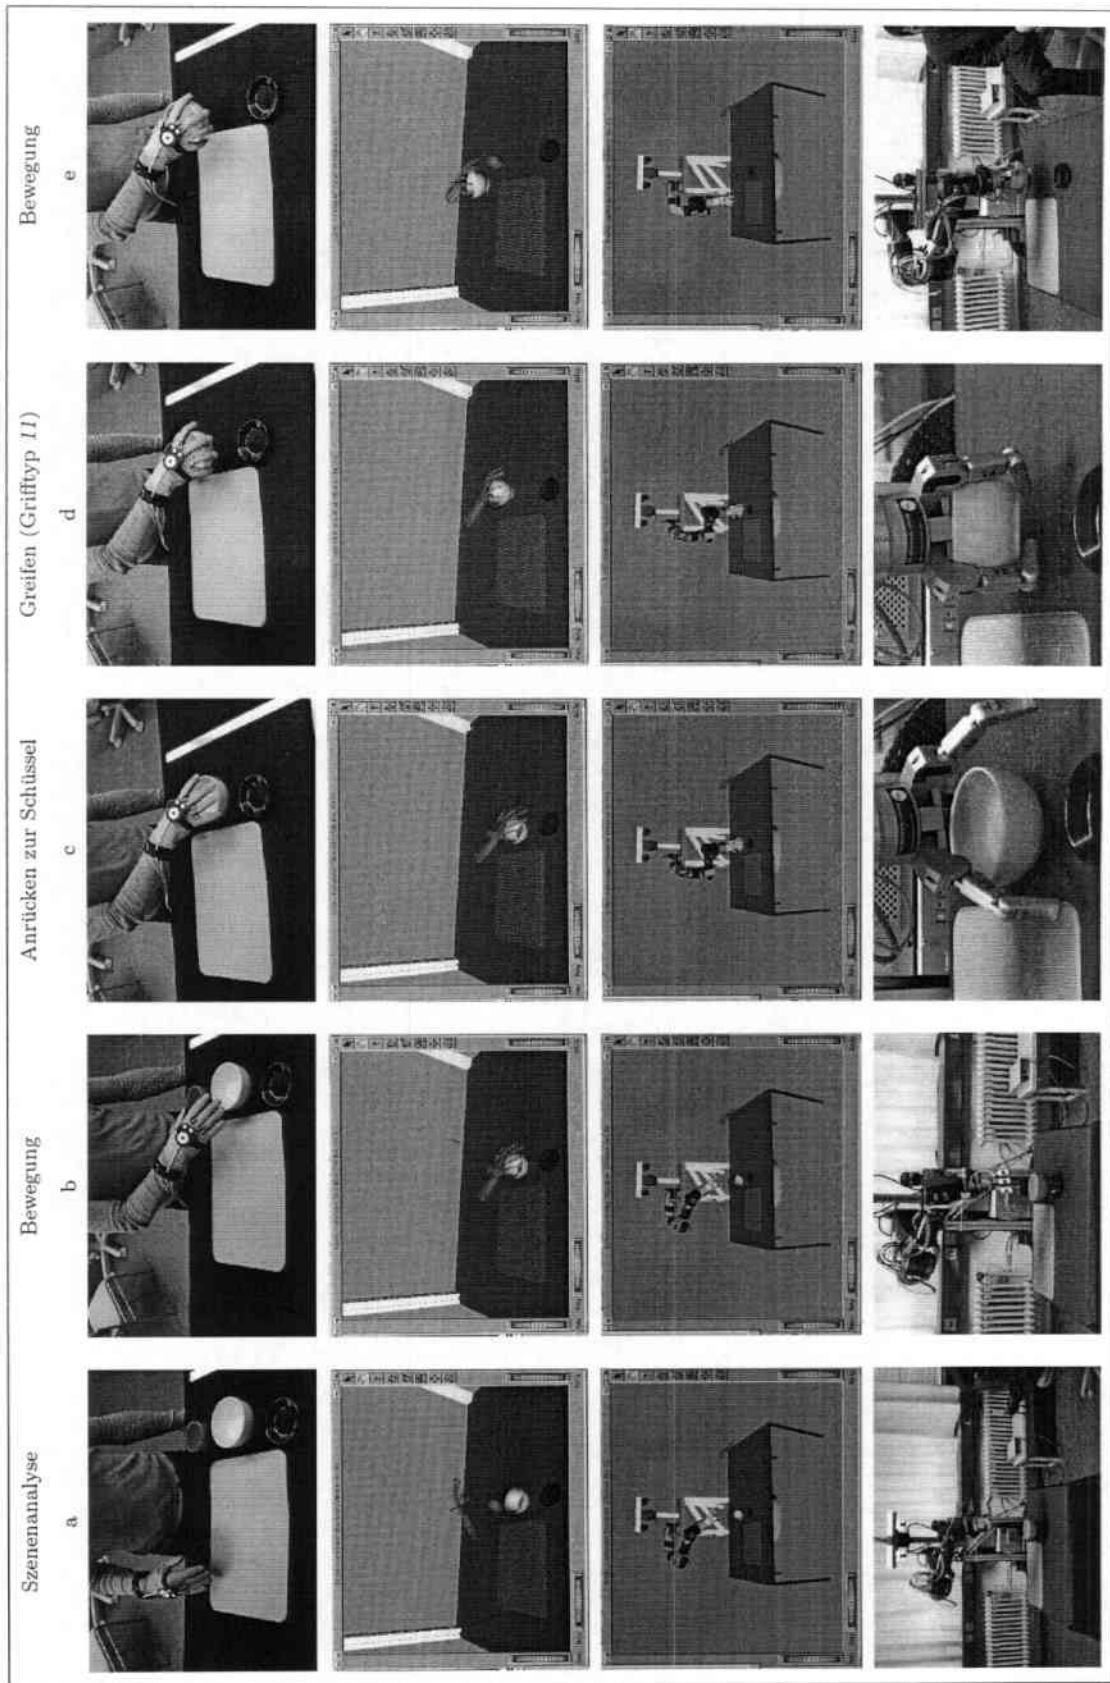 Szenenanalyse
a
Bewegung
b
Anrücken zur Schüssel
c
Greifen (Grifftyp 11)
d
Bewegung
e